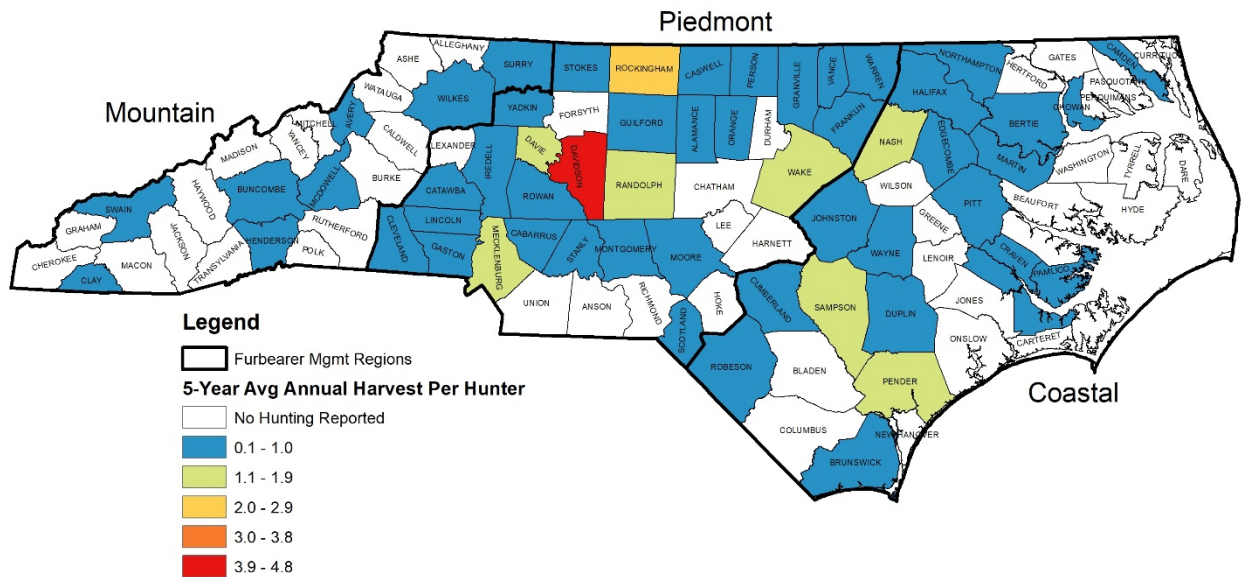 Piedmont
Mountain
Coastal
ALLEGHANY
ASHE
SURRY
STOKES
ROCKINGHAM
CASWELL
PERSON
GRANVILLE
VANCE
WARREN
NORTHAMPTON
HERTFORD
GATES
CAMDEN
CURRITUCK
PASQUOTANK
PERQUIMANS
CHOWAN
WATAUGA
WILKES
YADKIN
FORSYTH
GUILFORD
ALAMANCE
ORANGE
DURHAM
FRANKLIN
HALIFAX
BERTIE
MITCHELL
AVERY
YANCEY
CALDWELL
ALEXANDER
IREDELL
DAVIE
DAVIDSON
RANDOLPH
CHATHAM
WAKE
NASH
EDGECOMBE
MARTIN
WASHINGTON
TYRRELL
DARE
MADISON
BURKE
MCDOWELL
BUNCOMBE
HAYWOOD
SWAIN
CATAWBA
ROWAN
WILSON
PITT
BEAUFORT
HYDE
GRAHAM
JACKSON
HENDERSON
RUTHERFORD
POLK
CLEVELAND
LINCOLN
GASTON
CABARRUS
STANLY
MONTGOMERY
MOORE
LEE
HARNETT
JOHNSTON
GREENE
WAYNE
LENOIR
CRAVEN
PAMLICO
CHEROKEE
CLAY
MACON
TRANSYLVANIA
MECKLENBURG
UNION
ANSON
RICHMOND
SCOTLAND
HOKE
CUMBERLAND
SAMPSON
DUPLIN
JONES
ONSLOW
CARTERET
ROBESON
BLADEN
PENDER
COLUMBUS
NEW HANOVER
BRUNSWICK
Legend
Furbearer Mgmt Regions
5-Year Avg Annual Harvest Per Hunter
No Hunting Reported
0.1 - 1.0
1.1 - 1.9
2.0 - 2.9
3.0 - 3.8
3.9 - 4.8